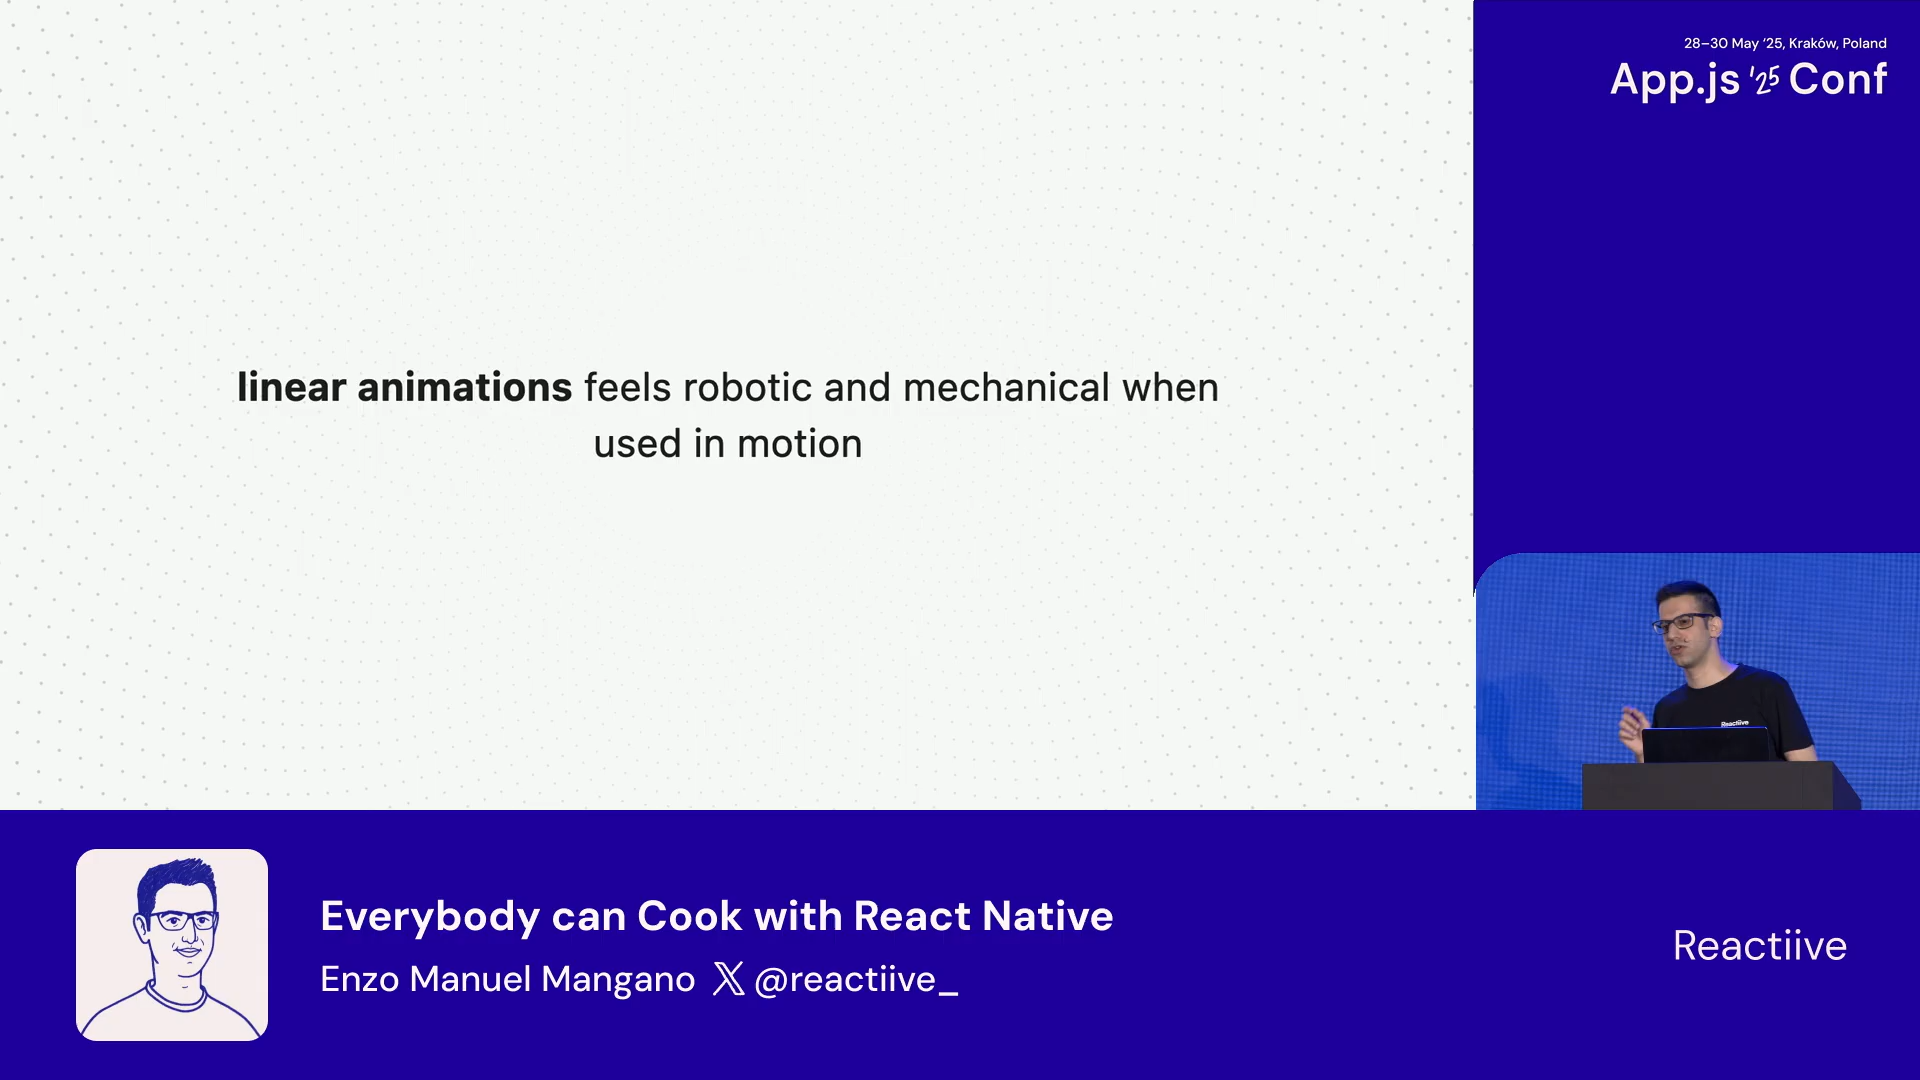 28–30 May '25, Kraków, Poland
App.js '25 Conf
linear animations feels robotic and mechanical when
used in motion
Reactiive
Everybody can Cook with React Native
Enzo Manuel Mangano 𝕏 @reactiive_
Reactiive